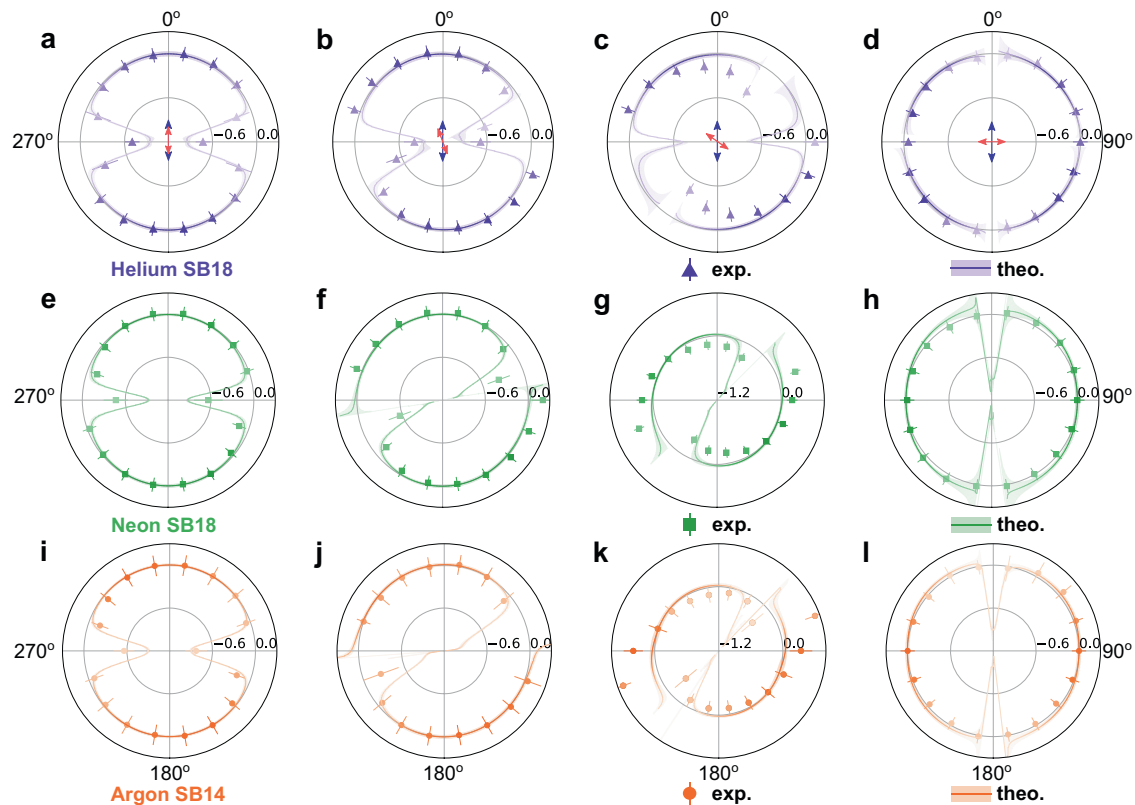 0° 0°
a b c d
270° −0.6 0.0 −0.6 0.0 −0.6 0.0 −0.6 0.0 90°
Helium SB18 exp. theo.
e f g h
270° −0.6 0.0 −0.6 0.0 −1.2 0.0 −0.6 0.0 90°
Neon SB18 exp. theo.
i j k l
270° −0.6 0.0 −0.6 0.0 −1.2 0.0 −0.6 0.0 90°
180° 180° 180° 180°
Argon SB14 exp. theo.